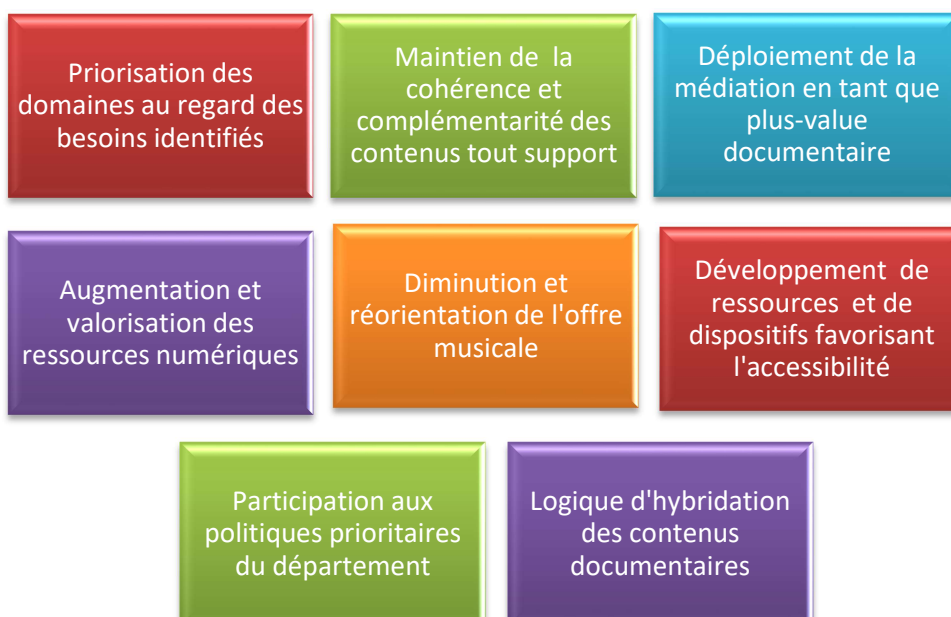 Priorisation des
domaines au regard des
besoins identifiés
Maintien de la
cohérence et
complémentarité des
contenus tout support
Déploiement de la
médiation en tant que
plus-value
documentaire
Augmentation et
valorisation des
ressources numériques
Diminution et
réorientation de l'offre
musicale
Développement de
ressources et de
dispositifs favorisant
l'accessibilité
Participation aux
politiques prioritaires
du département
Logique d'hybridation
des contenus
documentaires